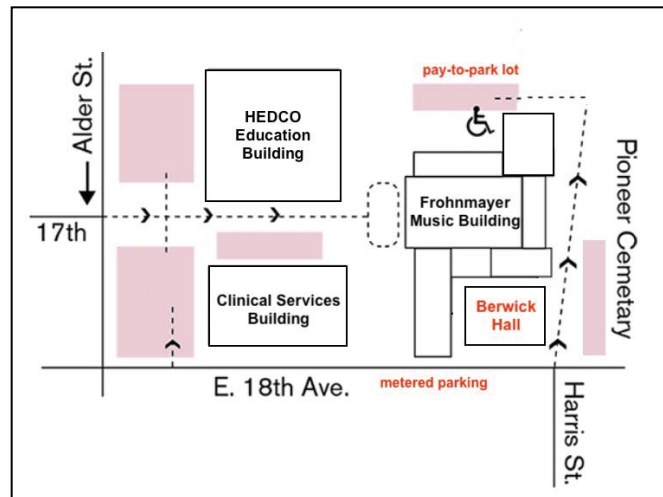 pay-to-park lot
Alder St.
HEDCO
Education
Building
Pioneer Cemetary
Frohnmayer
Music Building
17th
Clinical Services
Building
Berwick
Hall
E. 18th Ave.
metered parking
Harris St.